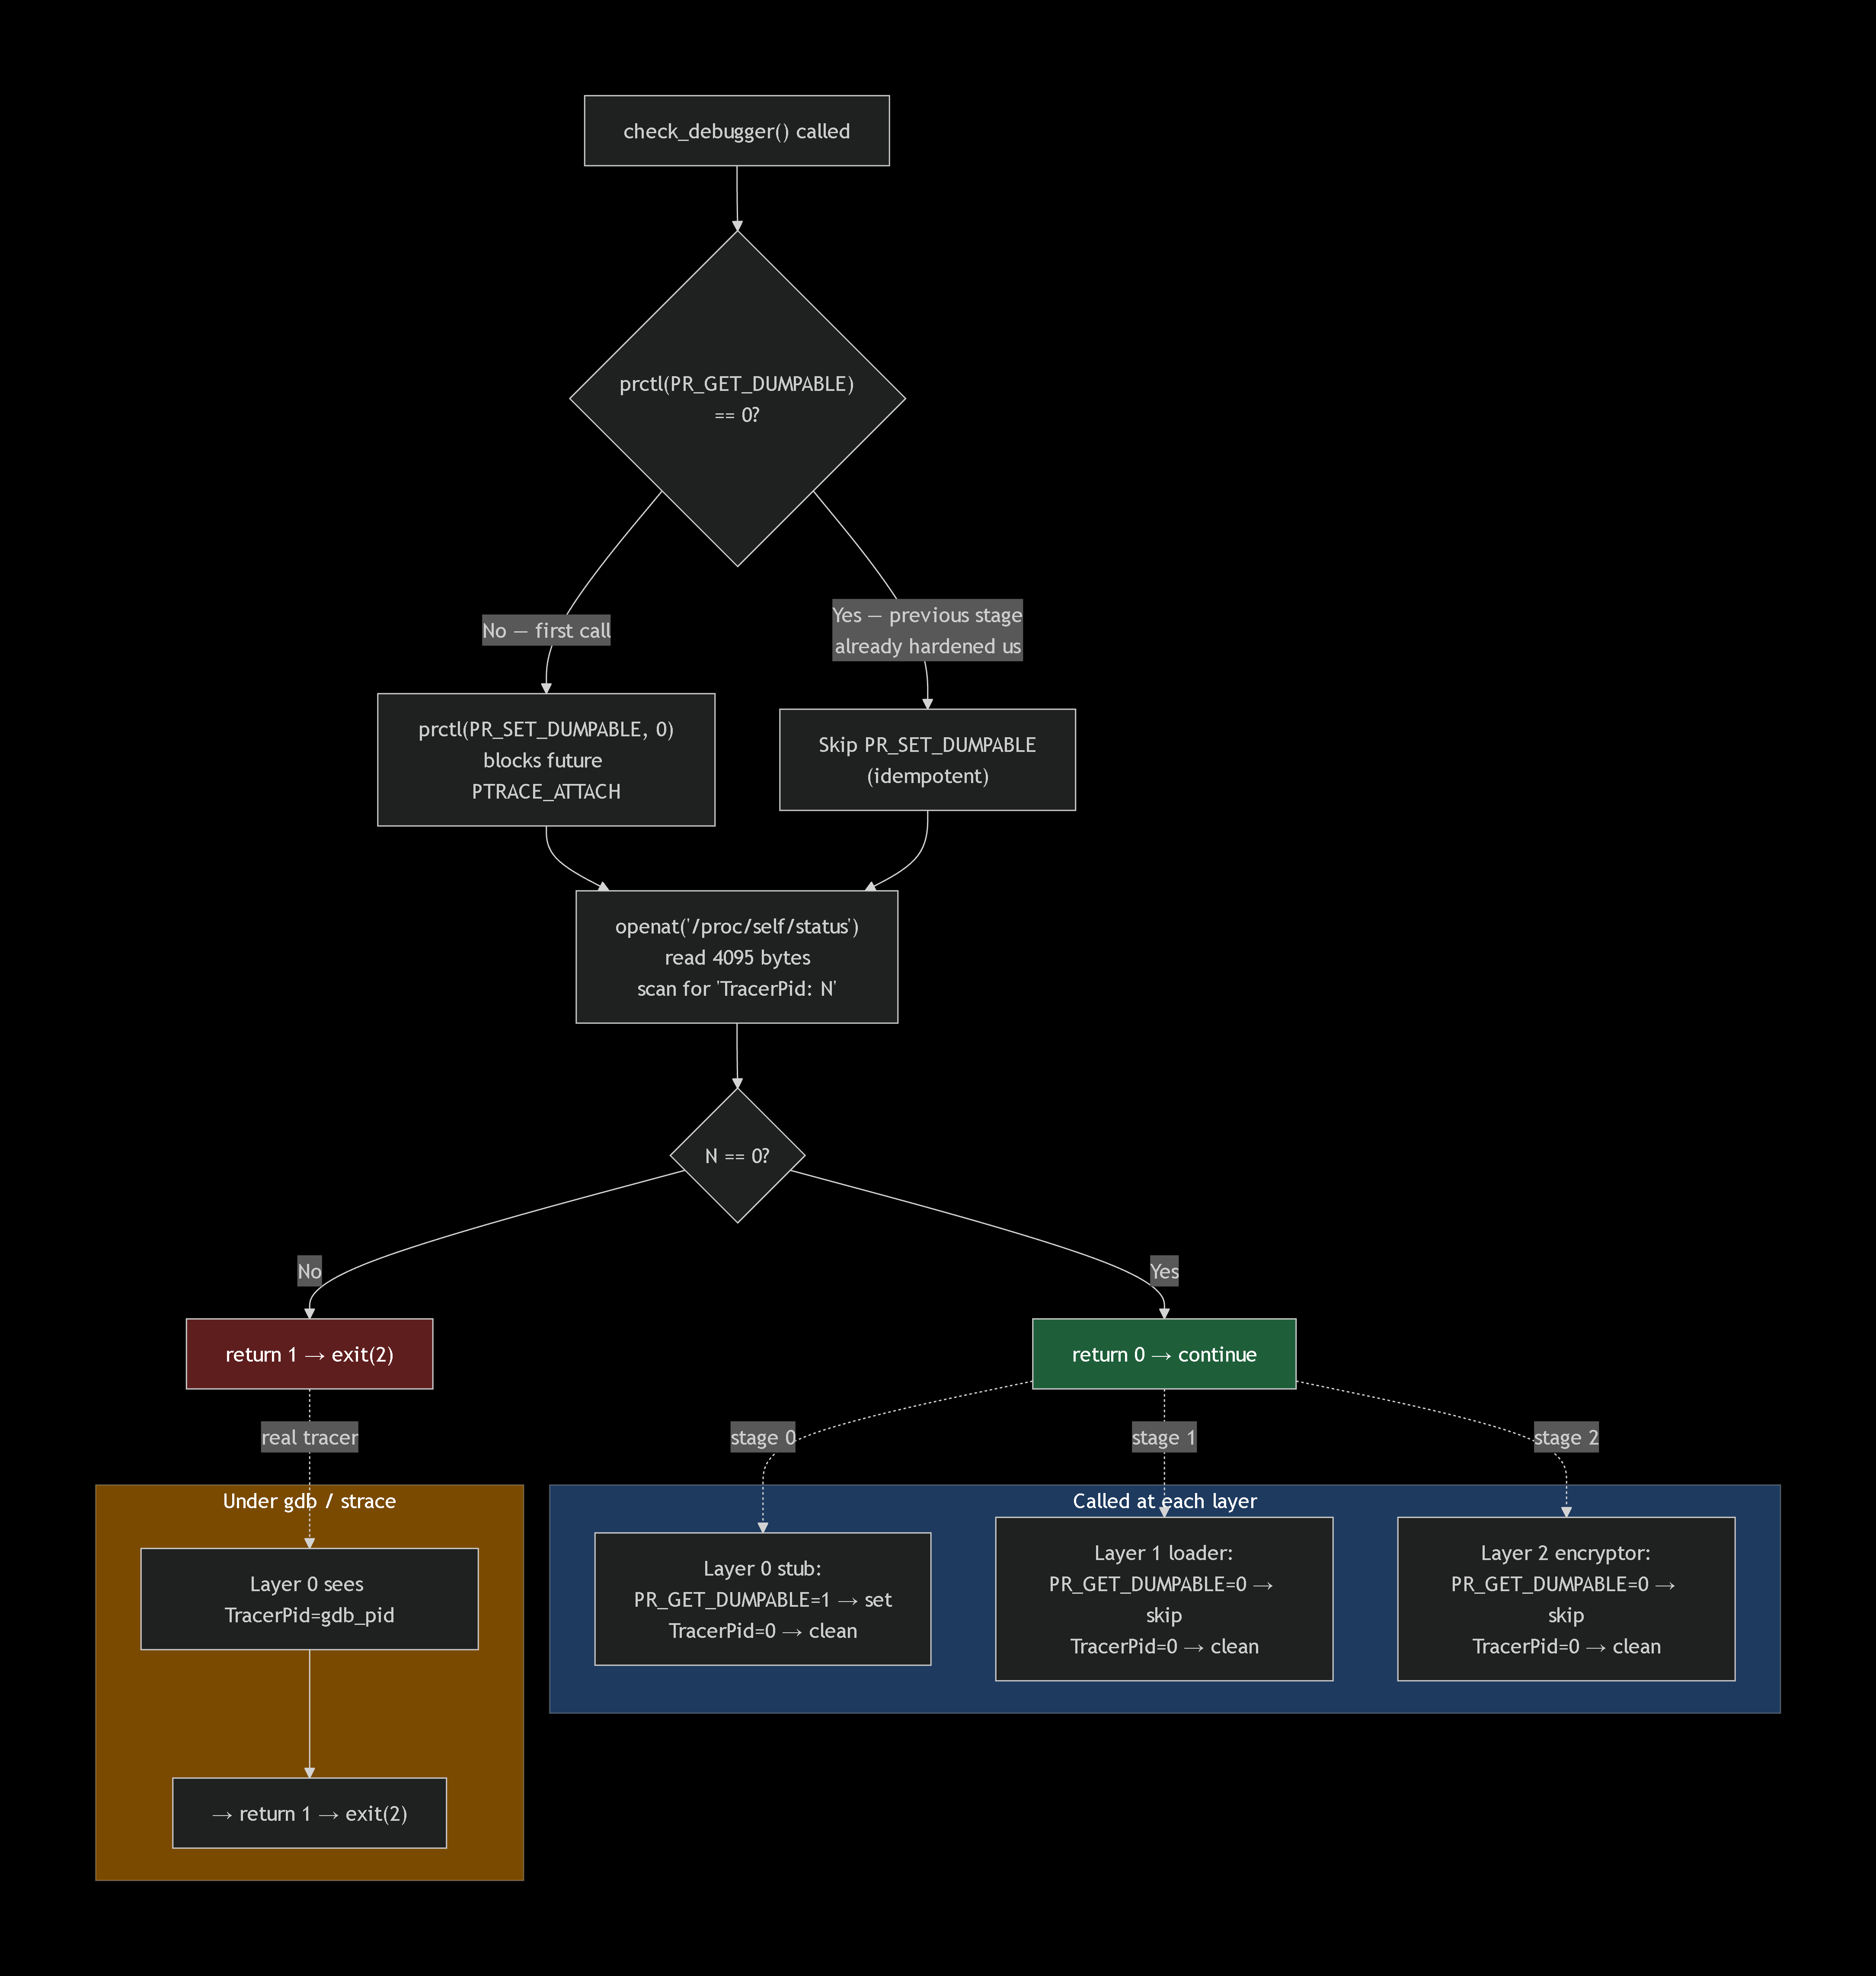 check_debugger() called
prctl(PR_GET_DUMPABLE)
== 0?
No — first call
Yes — previous stage
already hardened us
prctl(PR_SET_DUMPABLE, 0)
blocks future
PTRACE_ATTACH
Skip PR_SET_DUMPABLE
(idempotent)
openat('/proc/self/status')
read 4095 bytes
scan for 'TracerPid: N'
N == 0?
No
Yes
return 1 → exit(2)
return 0 → continue
real tracer
stage 0
stage 1
stage 2
Under gdb / strace
Layer 0 sees
TracerPid=gdb_pid
→ return 1 → exit(2)
Called at each layer
Layer 0 stub:
PR_GET_DUMPABLE=1 → set
TracerPid=0 → clean
Layer 1 loader:
PR_GET_DUMPABLE=0 →
skip
TracerPid=0 → clean
Layer 2 encryptor:
PR_GET_DUMPABLE=0 →
skip
TracerPid=0 → clean